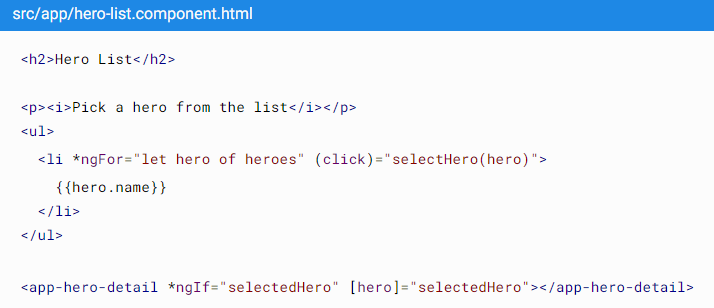 src/app/hero-list.component.html
<h2>Hero List</h2>
<p><i>Pick a hero from the list</i></p>
<ul>
<li *ngFor="let hero of heroes" (click)="selectHero(hero)">
{{hero.name}}
</li>
</ul>
<app-hero-detail *ngIf="selectedHero" [hero]="selectedHero"></app-hero-detail>